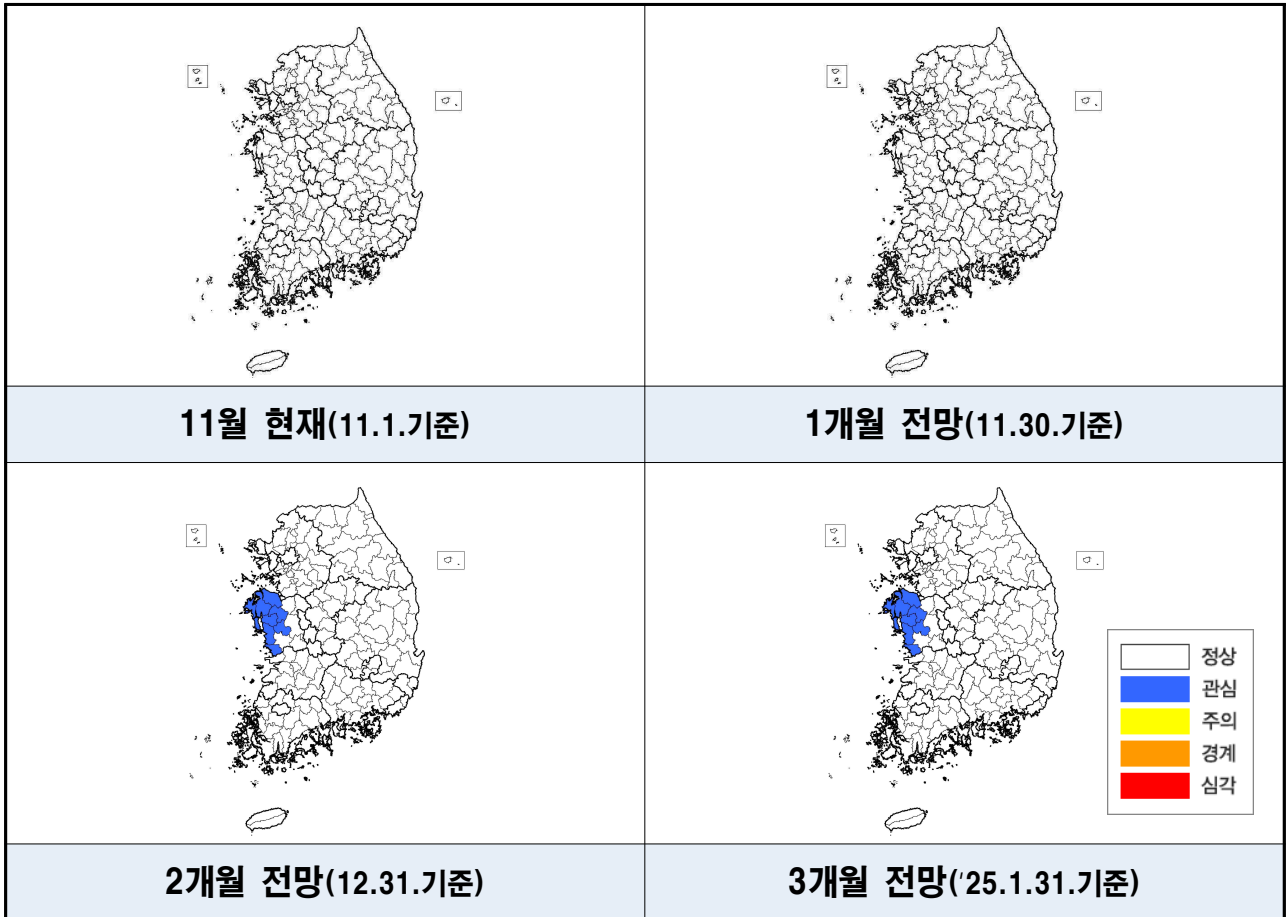 11월 현재(11.1.기준)
1개월 전망(11.30.기준)
정상
관심
주의
경계
심각
2개월 전망(12.31.기준)
3개월 전망('25.1.31.기준)